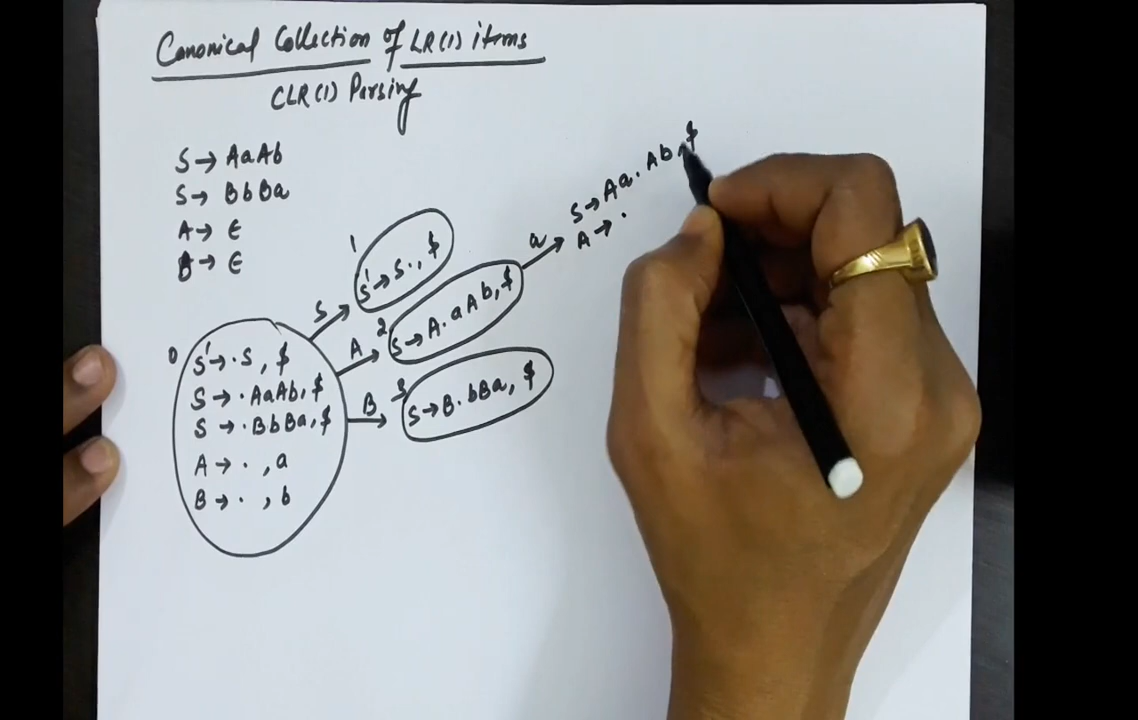 Canonical Collection of LR(1) items
CLR(1) Parsing
S → AaAb
S → BbBa
A → ε
B → ε
0
S' → ·S, $
S → ·AaAb, $
S → ·BbBa, $
A → · , a
B → · , b
S
1
S' → S·, $
A
2
S → A·aAb, $
B
3
S → B·bBa, $
a
S → Aa·Ab, $
A → ·